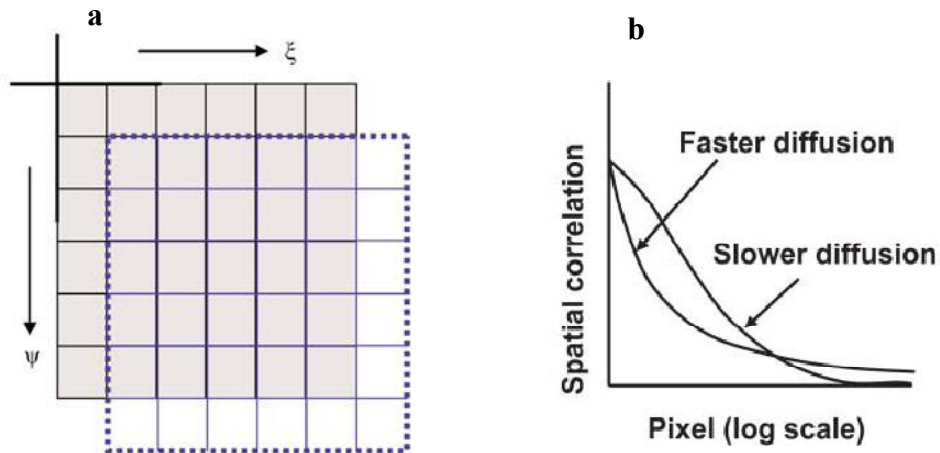 a
ξ
ψ
b
Faster diffusion
Slower diffusion
Spatial correlation
Pixel (log scale)